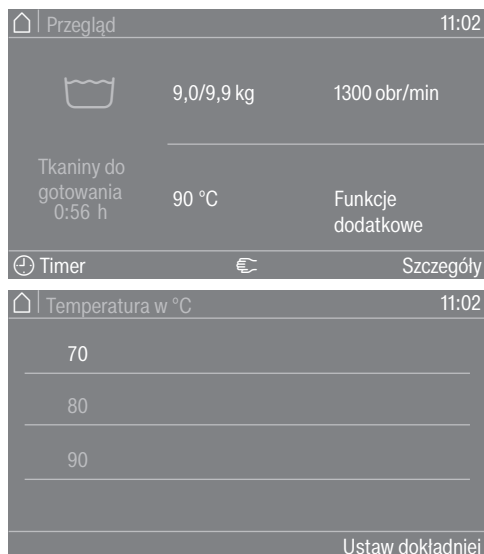 Przegląd 11:02
9,0/9,9 kg 1300 obr/min
Tkaniny do
gotowania
0:56 h
90 °C Funkcje
dodatkowe
Timer Szczegóły
Temperatura w °C 11:02
70
80
90
Ustaw dokładniej